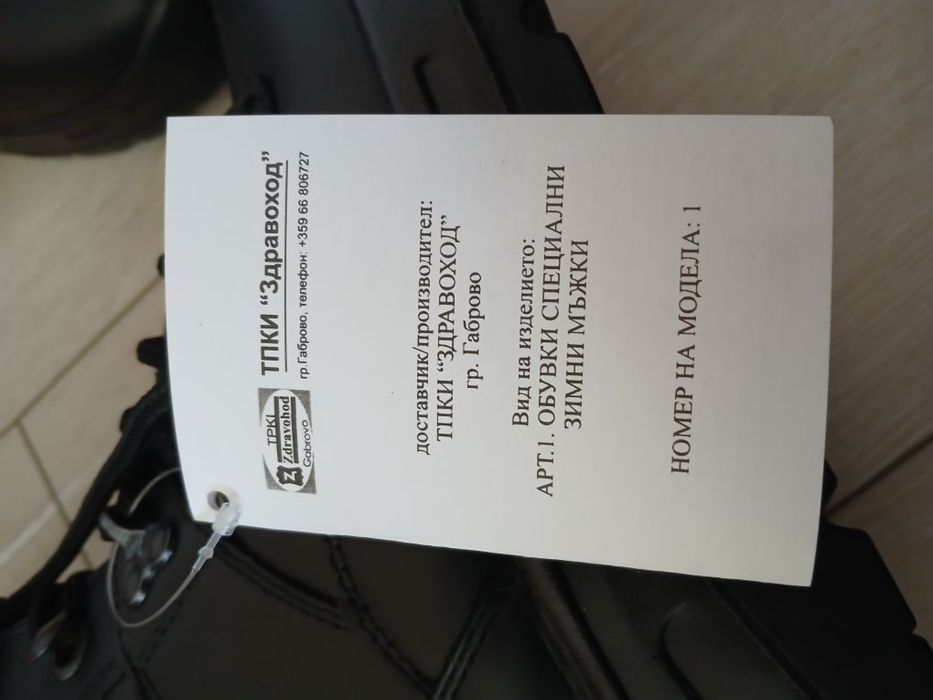 ТПКИ “Здравоход”
гр.Габрово, телефон: +359 66 806727
TPKI
Zdravohod
Gabrovo
доставчик/производител:
ТПКИ “ЗДРАВОХОД”
гр. Габрово
Вид на изделието:
АРТ.1. ОБУВКИ СПЕЦИАЛНИ
ЗИМНИ МЪЖКИ
НОМЕР НА МОДЕЛА: 1